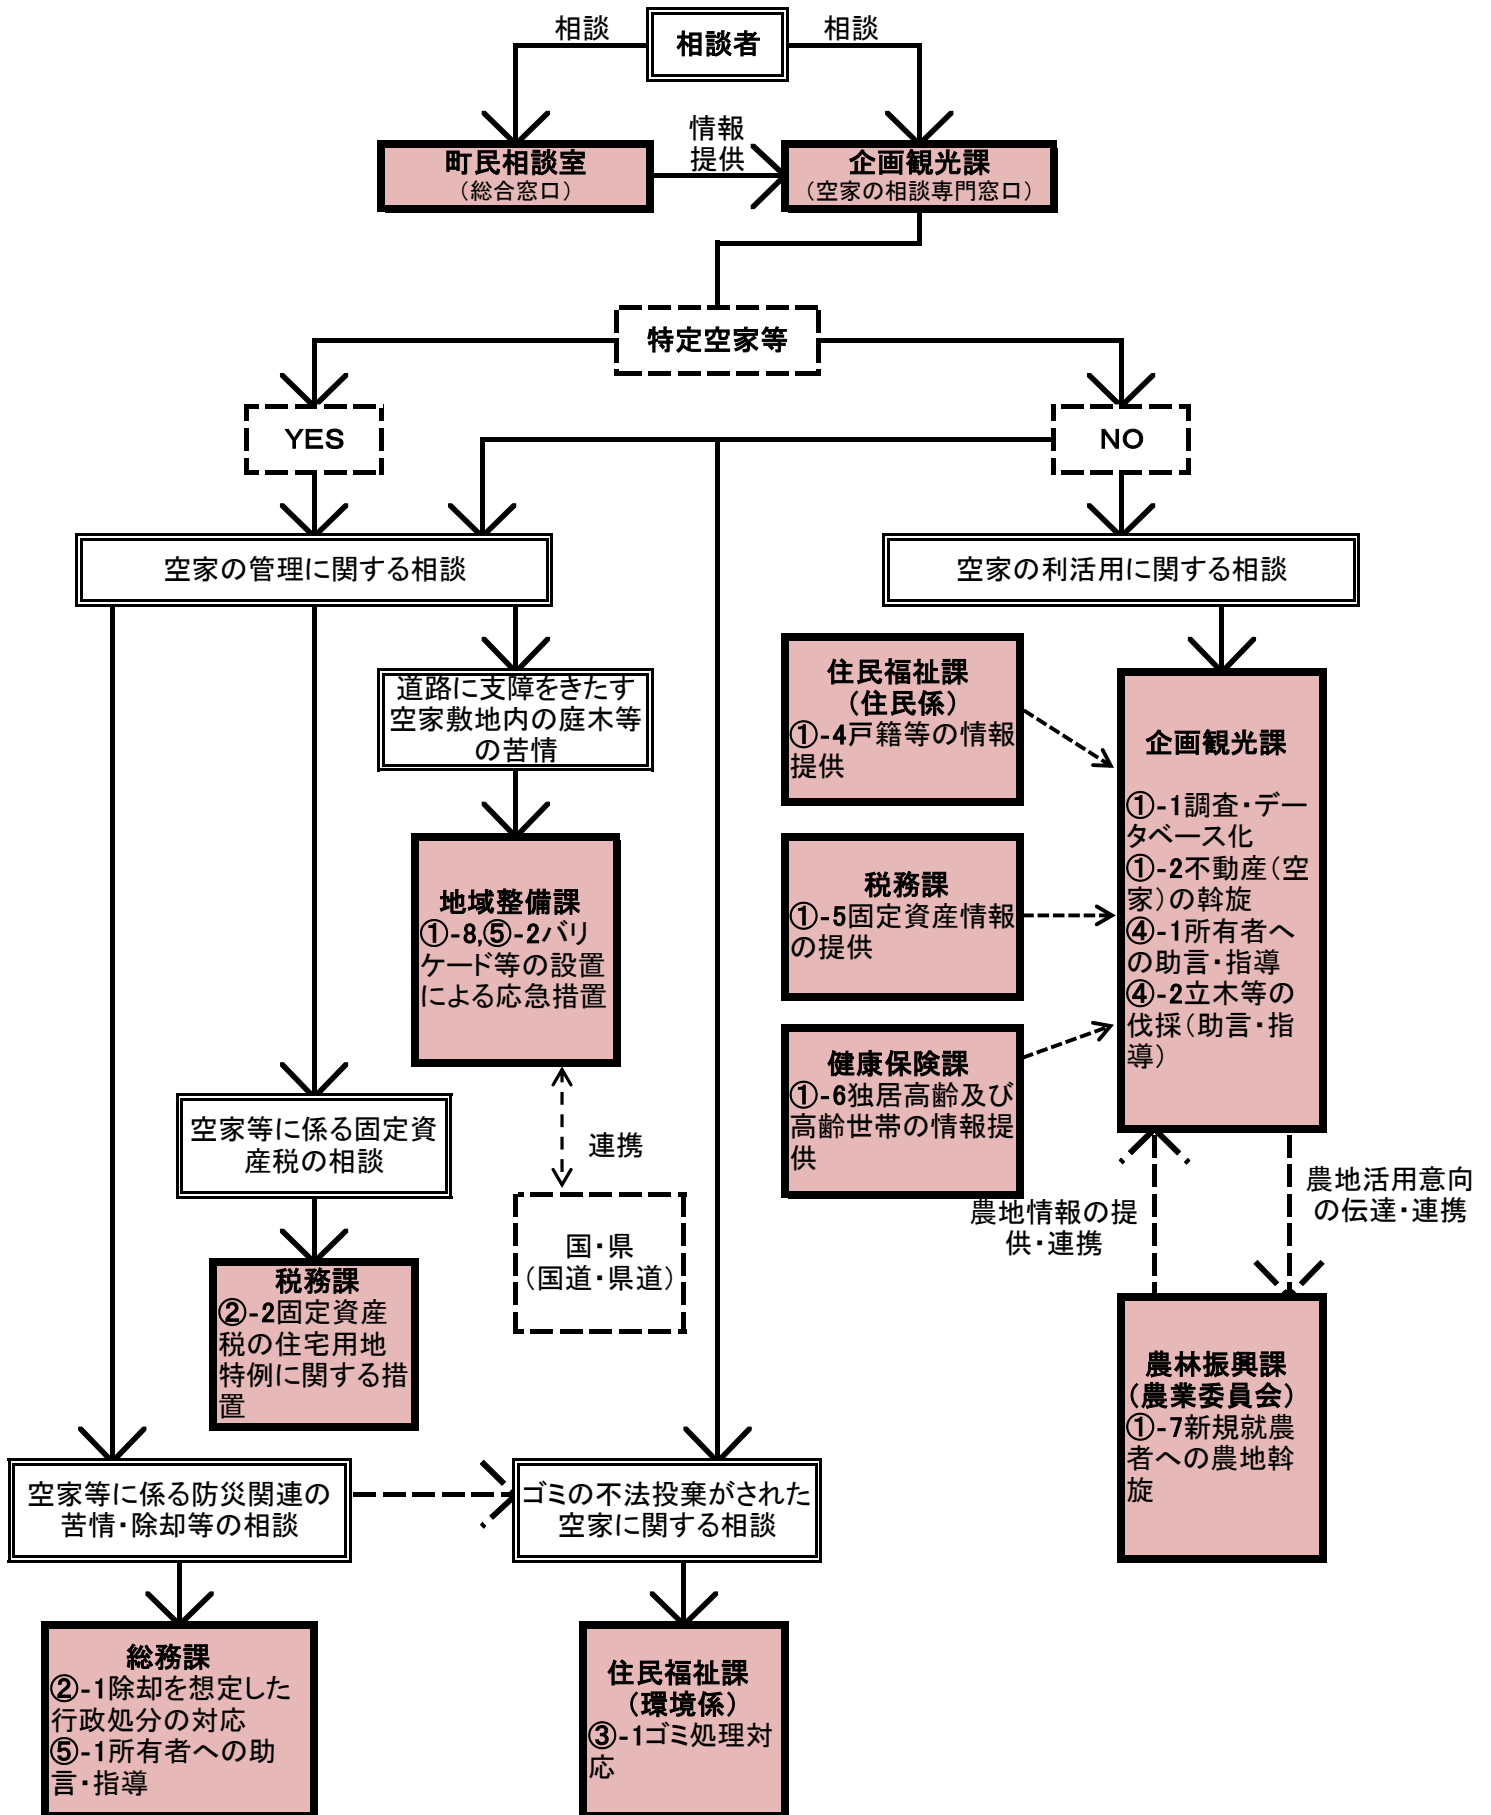 相談
相談者
相談
町民相談室
（総合窓口）
情報
提供
企画観光課
（空家の相談専門窓口）
特定空家等
YES
NO
空家の管理に関する相談
空家の利活用に関する相談
道路に支障をきたす
空家敷地内の庭木等
の苦情
地域整備課
①-8,⑤-2バリ
ケード等の設置
による応急措置
連携
国・県
（国道・県道）
住民福祉課
（住民係）
①-4戸籍等の情報
提供
税務課
①-5固定資産情報
の提供
健康保険課
①-6独居高齢及び
高齢世帯の情報提
供
企画観光課
①-1調査・デー
タベース化
①-2不動産（空
家）の斡旋
④-1所有者へ
の助言・指導
④-2立木等の
伐採（助言・指
導）
農地情報の提
供・連携
農地活用意向
の伝達・連携
農林振興課
（農業委員会）
①-7新規就農
者への農地斡
旋
空家等に係る固定資
産税の相談
税務課
②-2固定資産
税の住宅用地
特例に関する措
置
空家等に係る防災関連の
苦情・除却等の相談
ゴミの不法投棄がされた
空家に関する相談
総務課
②-1除却を想定した
行政処分の対応
⑤-1所有者への助
言・指導
住民福祉課
（環境係）
③-1ゴミ処理対
応